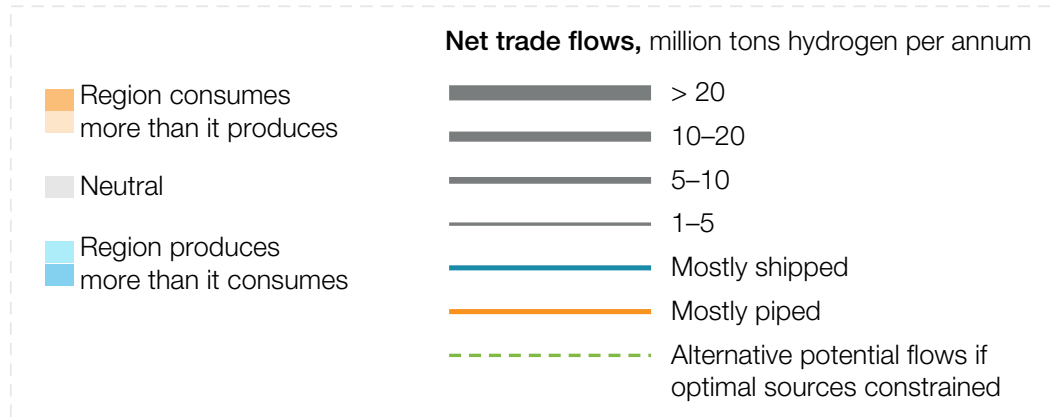 Net trade flows, million tons hydrogen per annum
Region consumes
more than it produces
Neutral
Region produces
more than it consumes
> 20
10–20
5–10
1–5
Mostly shipped
Mostly piped
Alternative potential flows if
optimal sources constrained